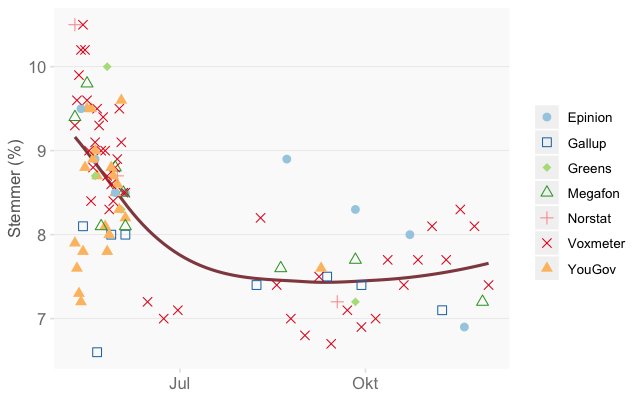 Stemmer (%)
10
9
8
7
Jul
Okt
Epinion
Gallup
Greens
Megafon
Norstat
Voxmeter
YouGov